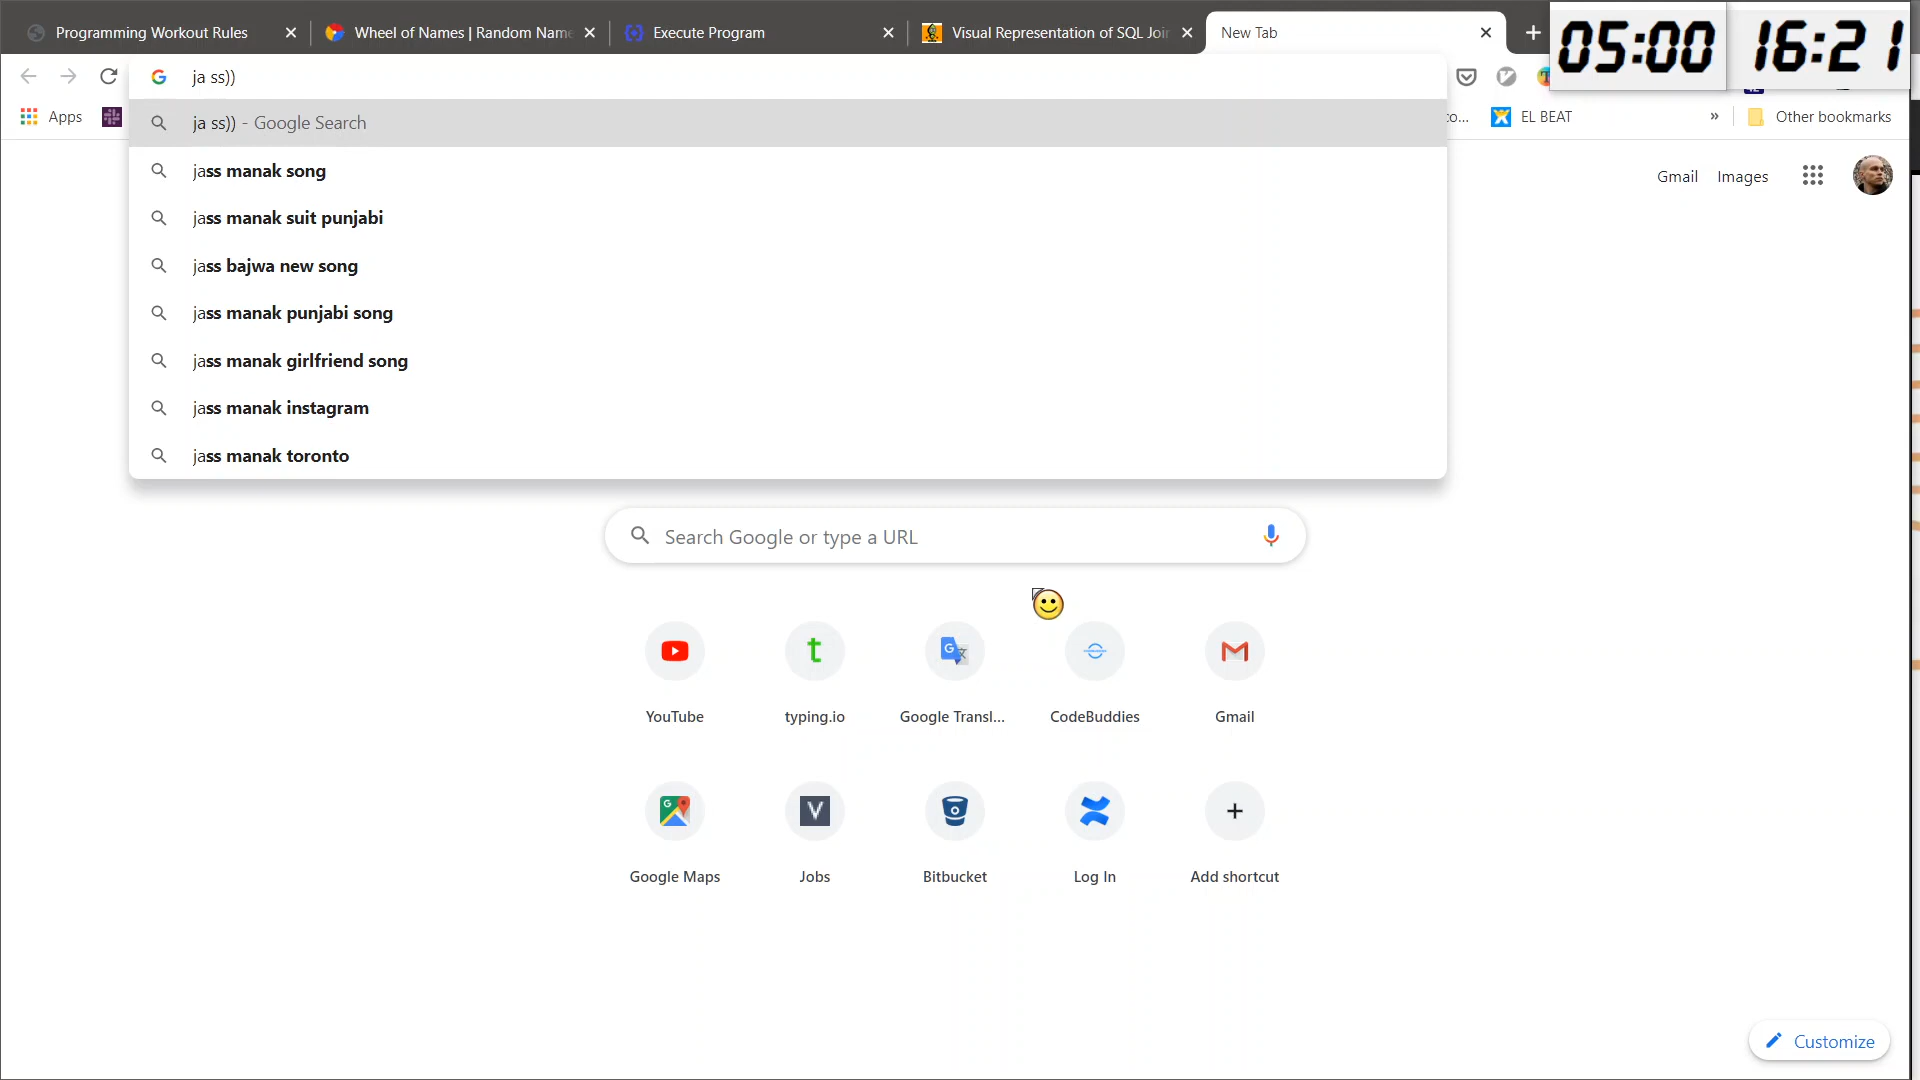 Programming Workout Rules
Wheel of Names | Random Name
Execute Program
Visual Representation of SQL Join
New Tab
05:00
16:21
ja ss))
Apps
EL BEAT
»
Other bookmarks
ja ss)) - Google Search
jass manak song
jass manak suit punjabi
jass bajwa new song
jass manak punjabi song
jass manak girlfriend song
jass manak instagram
jass manak toronto
Gmail
Images
Search Google or type a URL
YouTube
typing.io
Google Transl...
CodeBuddies
Gmail
Google Maps
Jobs
Bitbucket
Log In
Add shortcut
Customize